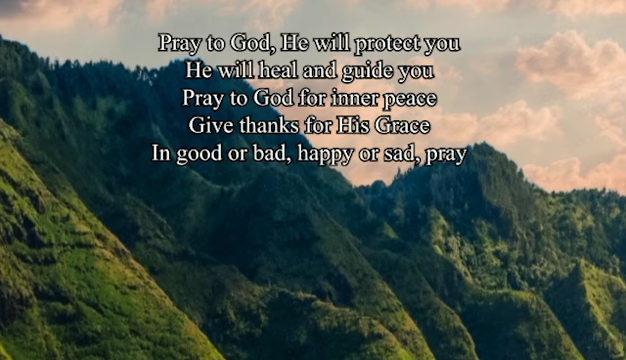 Pray to God, He will protect you
He will heal and guide you
Pray to God for inner peace
Give thanks for His Grace
In good or bad, happy or sad, pray